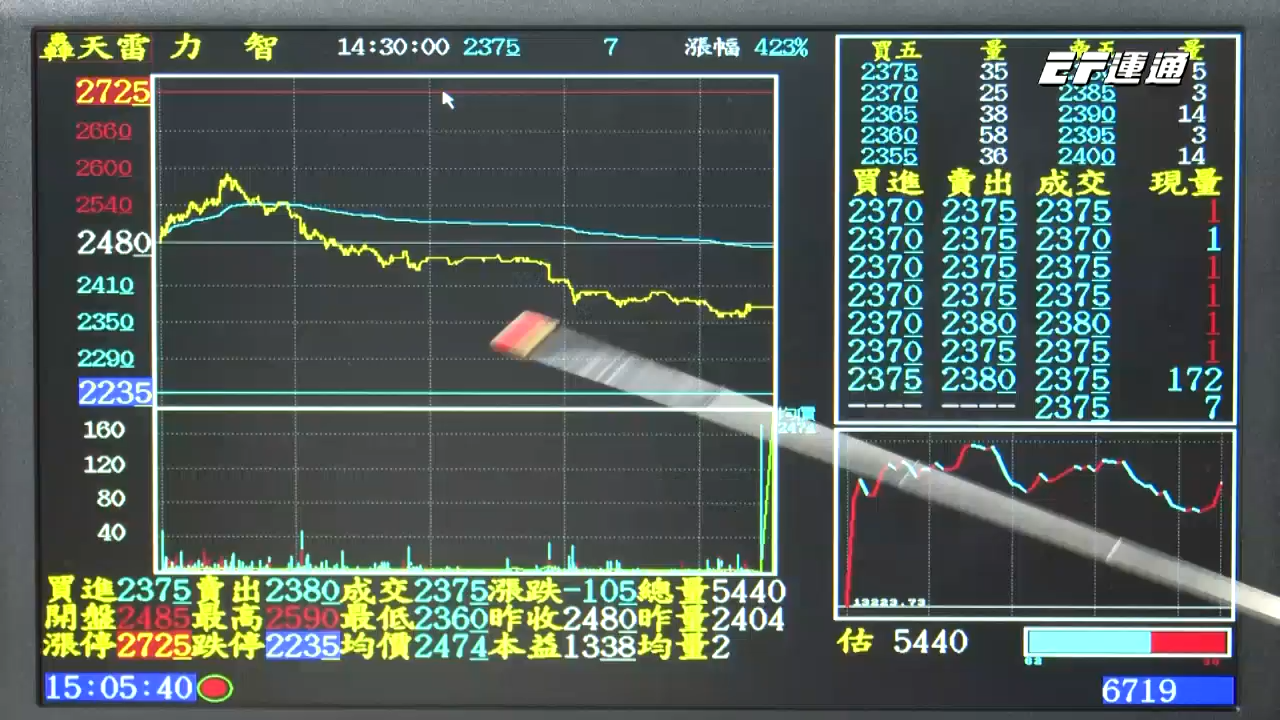 轟天雷 力 智 14:30:00 2375 7 漲幅 4.23%
EF運通
2725
2660
2600
2540
2480
2410
2350
2290
2235
160
120
80
40
買五 量 量
2375 35 5
2370 25 2385 3
2365 38 2390 14
2360 58 2395 3
2355 36 2400 14
買進 賣出 成交 現量
2370 2375 2375 1
2370 2375 2370 1
2370 2375 2375 1
2370 2375 2375 1
2370 2380 2380 1
2370 2375 2375 1
2375 2380 2375 172
---- ---- 2375 7
均價
2474
13223.73
買進2375賣出2380成交2375漲跌-105總量5440
開盤2485最高2590最低2360昨收2480昨量2404
漲停2725跌停2235均價2474本益1338均量2
估 5440
62 38
15:05:40
6719